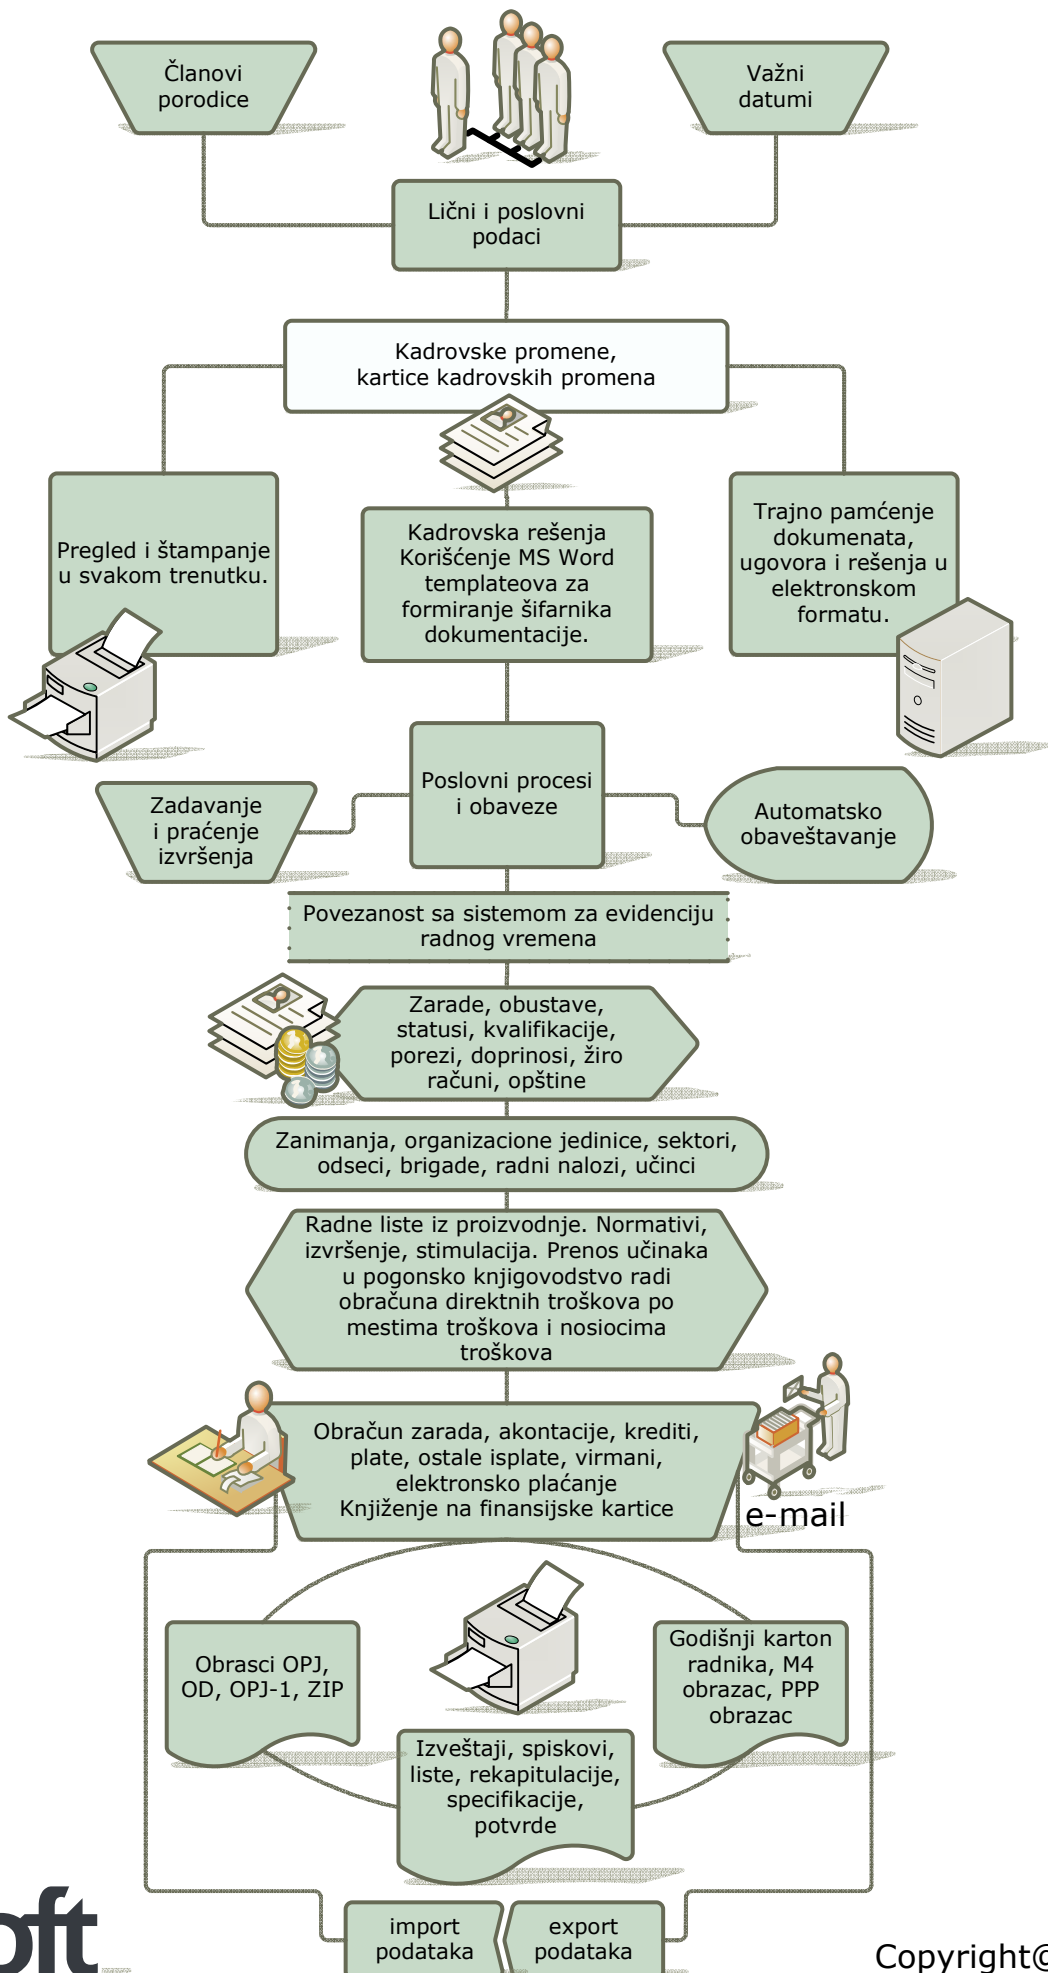 Članovi
porodice
Važni
datumi
Lični i poslovni
podaci
Kadrovske promene,
kartice kadrovskih promena
Pregled i štampanje
u svakom trenutku.
Kadrovska rešenja
Korišćenje MS Word
templateova za
formiranje šifarnika
dokumentacije.
Trajno pamćenje
dokumenata,
ugovora i rešenja u
elektronskom
formatu.
Poslovni procesi
i obaveze
Zadavanje
i praćenje
izvršenja
Automatsko
obaveštavanje
Povezanost sa sistemom za evidenciju
radnog vremena
Zarade, obustave,
statusi, kvalifikacije,
porezi, doprinosi, žiro
računi, opštine
Zanimanja, organizacione jedinice, sektori,
odseci, brigade, radni nalozi, učinci
Radne liste iz proizvodnje. Normativi,
izvršenje, stimulacija. Prenos učinaka
u pogonsko knjigovodstvo radi
obračuna direktnih troškova po
mestima troškova i nosiocima
troškova
Obračun zarada, akontacije, krediti,
plate, ostale isplate, virmani,
elektronsko plaćanje
Knjiženje na finansijske kartice
e-mail
Obrasci OPJ,
OD, OPJ-1, ZIP
Godišnji karton
radnika, M4
obrazac, PPP
obrazac
Izveštaji, spiskovi,
liste, rekapitulacije,
specifikacije,
potvrde
import
podataka
export
podataka
oft
Copyright©